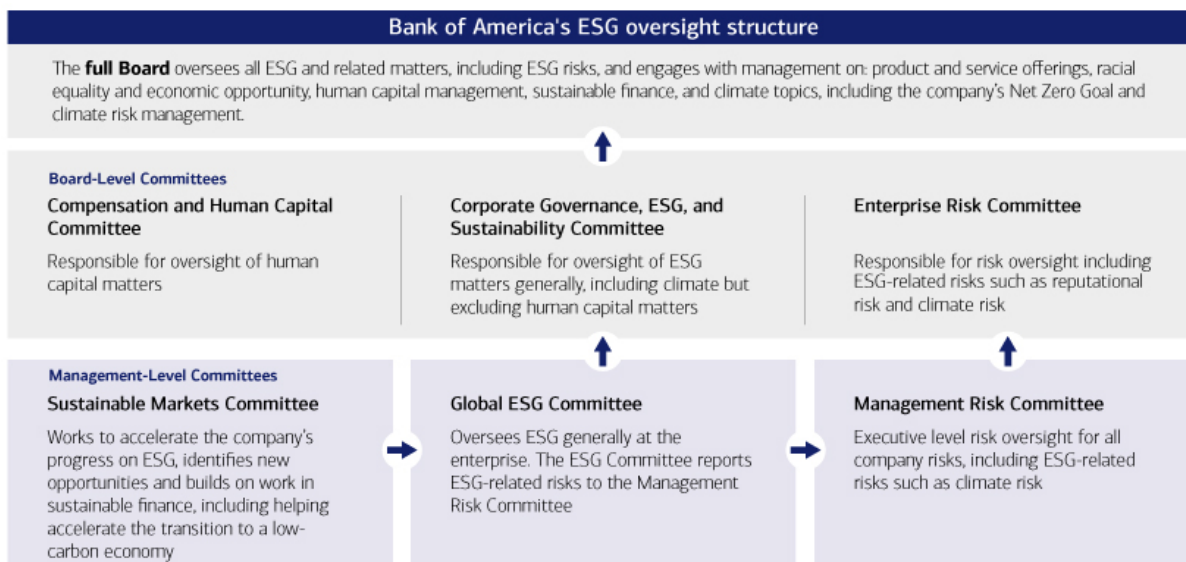 Bank of America's ESG oversight structure
The full Board oversees all ESG and related matters, including ESG risks, and engages with management on: product and service offerings, racial
equality and economic opportunity, human capital management, sustainable finance, and climate topics, including the company's Net Zero Goal and
climate risk management.
Board-Level Committees
Compensation and Human Capital
Committee
Responsible for oversight of human
capital matters
Corporate Governance, ESG, and
Sustainability Committee
Responsible for oversight of ESG
matters generally, including climate but
excluding human capital matters
Enterprise Risk Committee
Responsible for risk oversight including
ESG-related risks such as reputational
risk and climate risk
Management-Level Committees
Sustainable Markets Committee
Works to accelerate the company's
progress on ESG, identifies new
opportunities and builds on work in
sustainable finance, including helping
accelerate the transition to a low-
carbon economy
Global ESG Committee
Oversees ESG generally at the
enterprise. The ESG Committee reports
ESG-related risks to the Management
Risk Committee
Management Risk Committee
Executive level risk oversight for all
company risks, including ESG-related
risks such as climate risk